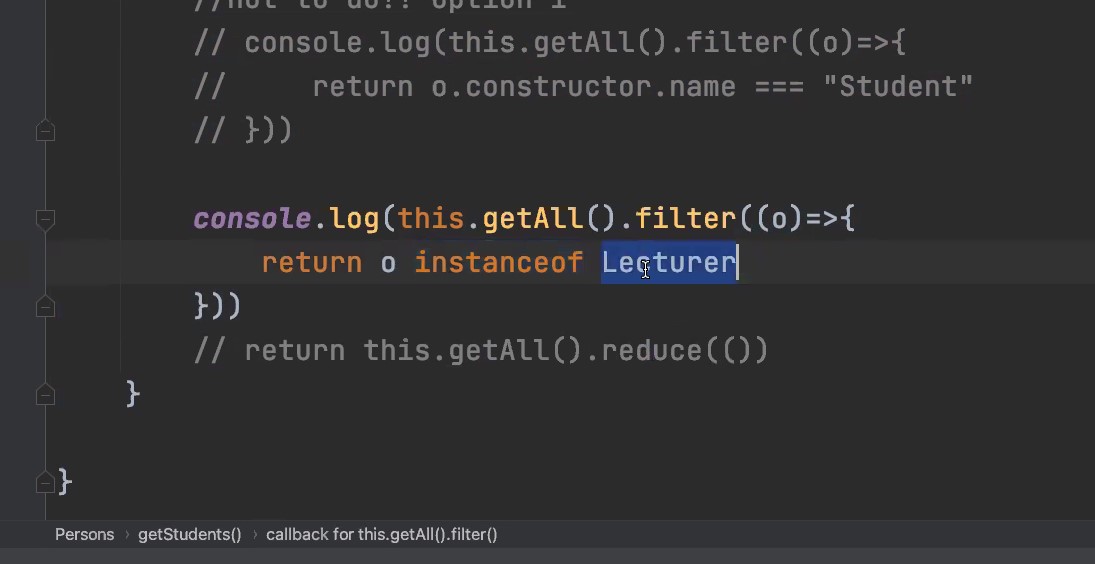 //not to do!! option 1
// console.log(this.getAll().filter((o)=>{
//     return o.constructor.name === "Student"
// }))
console.log(this.getAll().filter((o)=>{
return o instanceof Lecturer
}))
// return this.getAll().reduce(())
}
}
Persons › getStudents() › callback for this.getAll().filter()